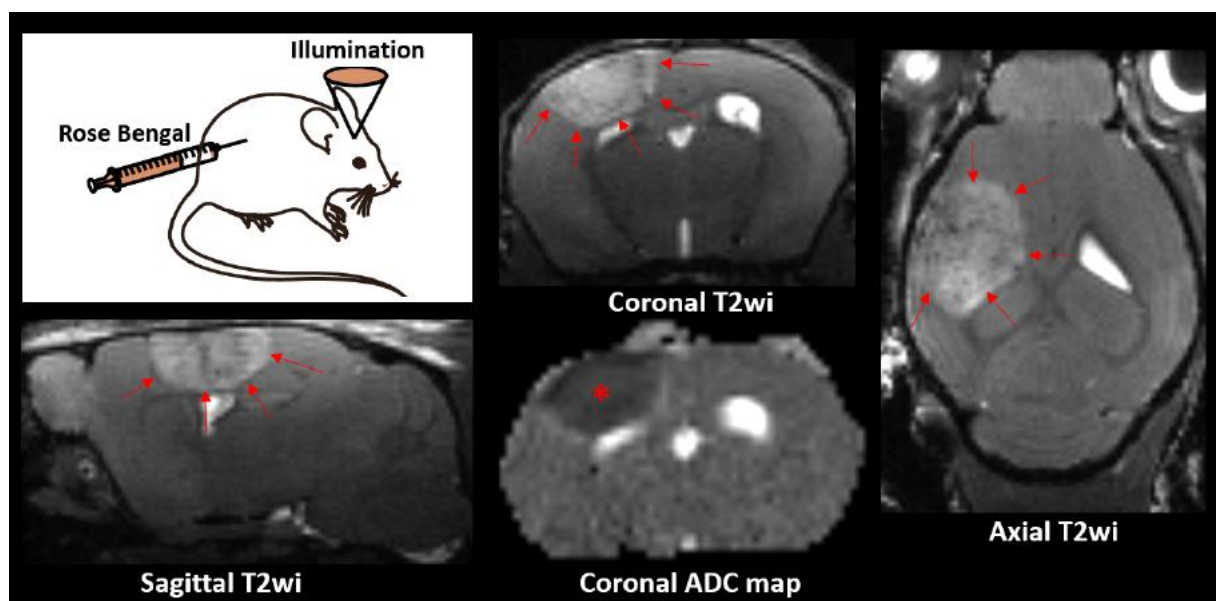 Illumination
Rose Bengal
Coronal T2wi
Sagittal T2wi
*
Coronal ADC map
Axial T2wi